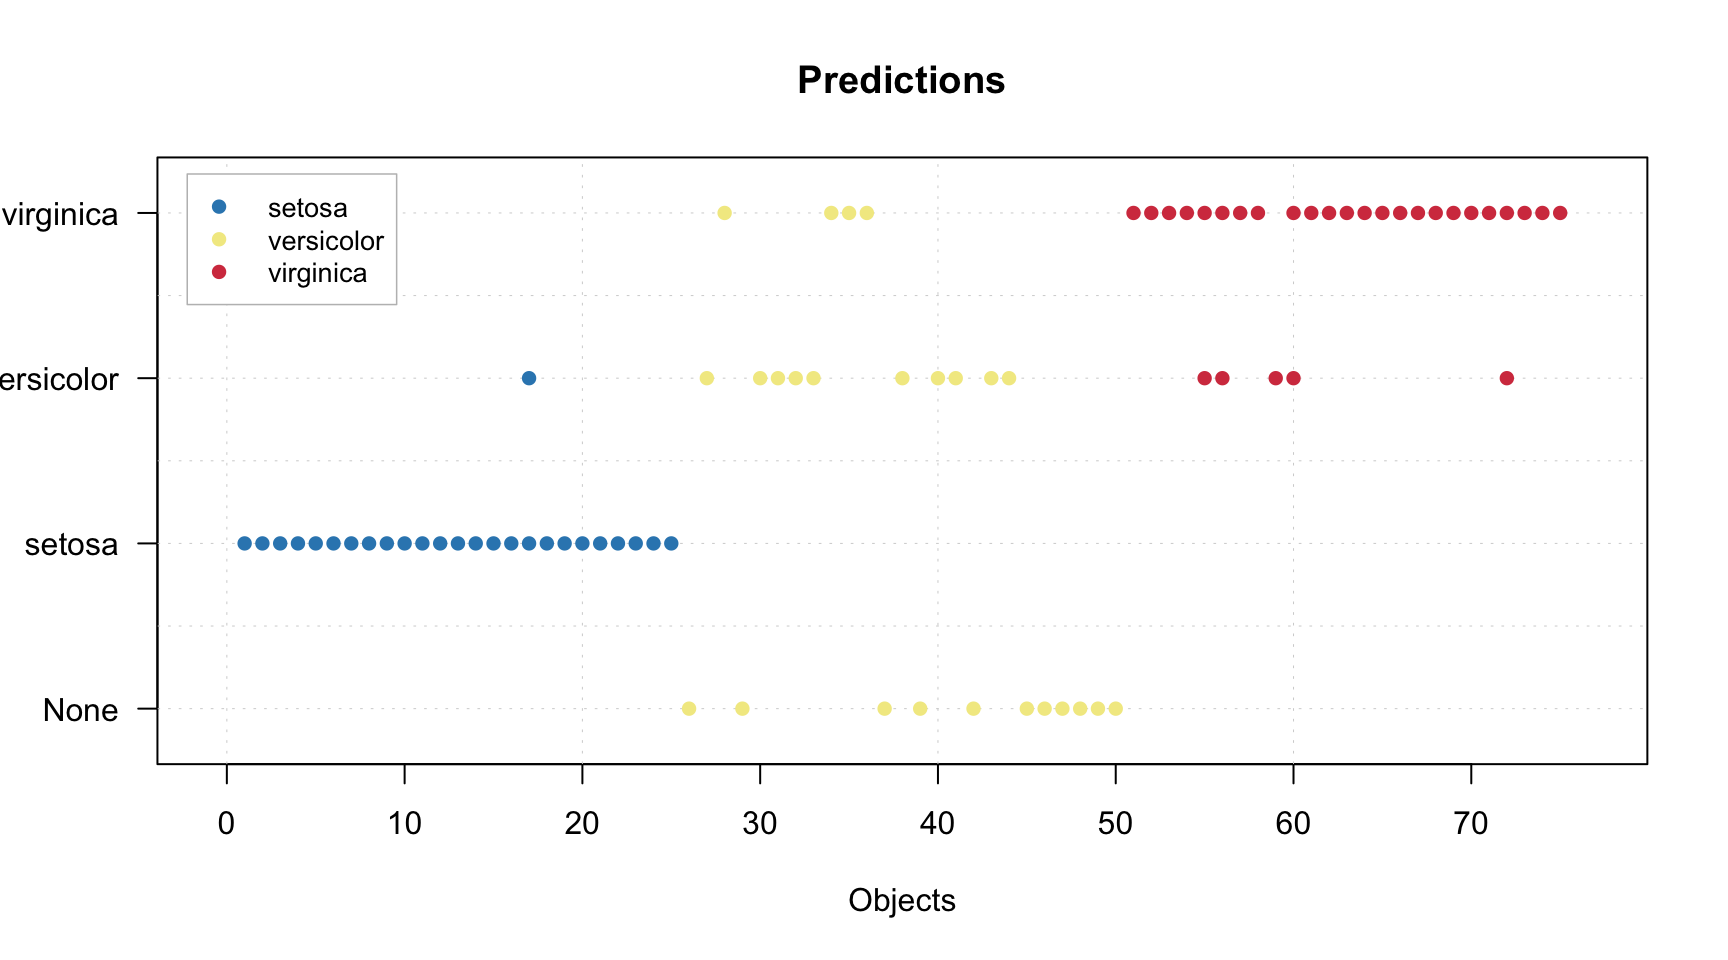 Predictions
virginica
ersicolor
setosa
None
setosa
versicolor
virginica
0 10 20 30 40 50 60 70
Objects